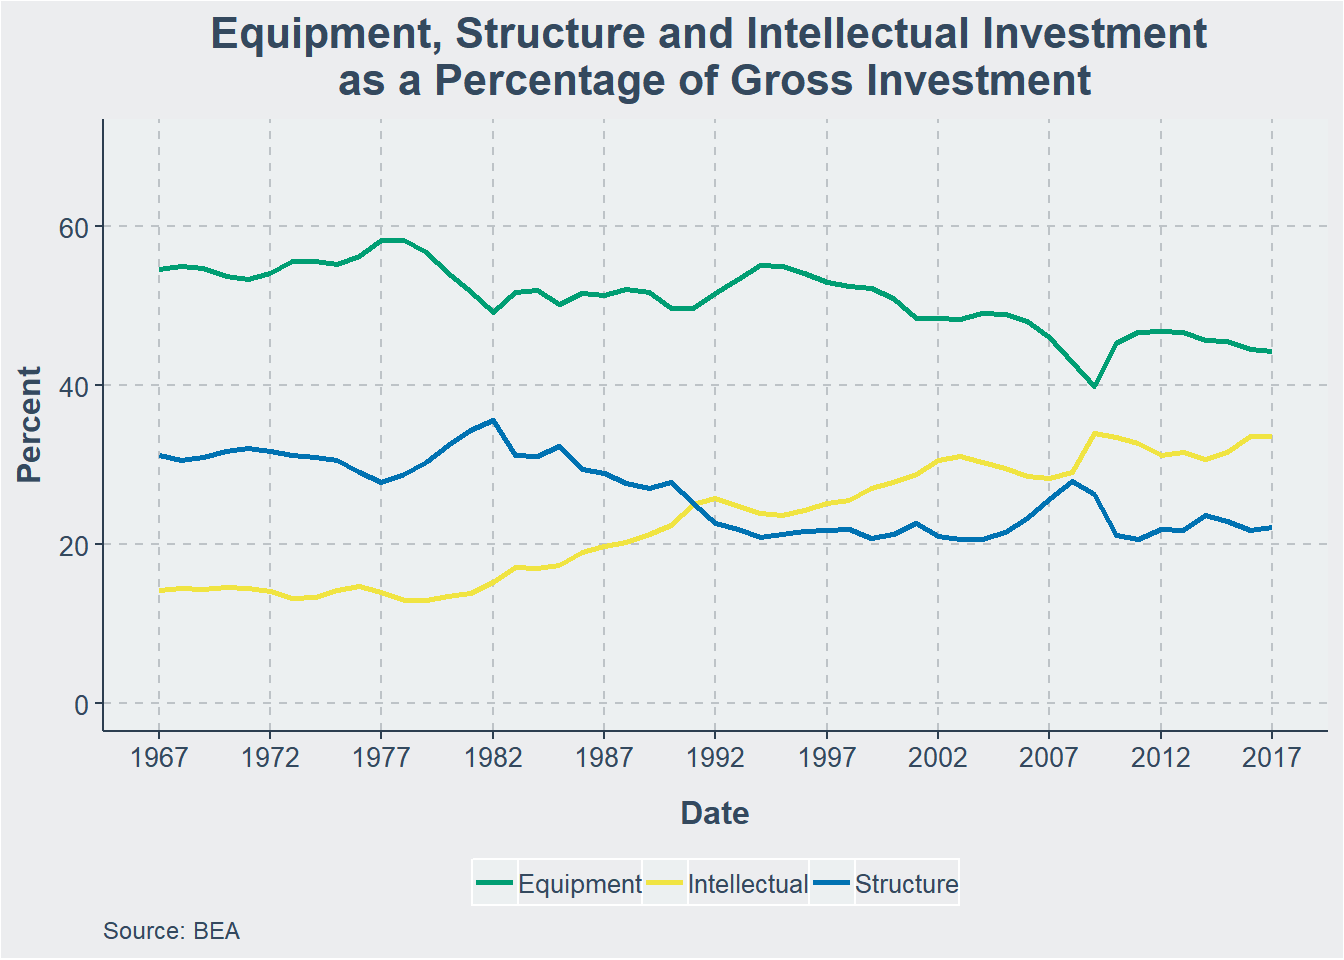 Equipment, Structure and Intellectual Investment
as a Percentage of Gross Investment
Percent
60
40
20
0
1967 1972 1977 1982 1987 1992 1997 2002 2007 2012 2017
Date
Equipment Intellectual Structure
Source: BEA